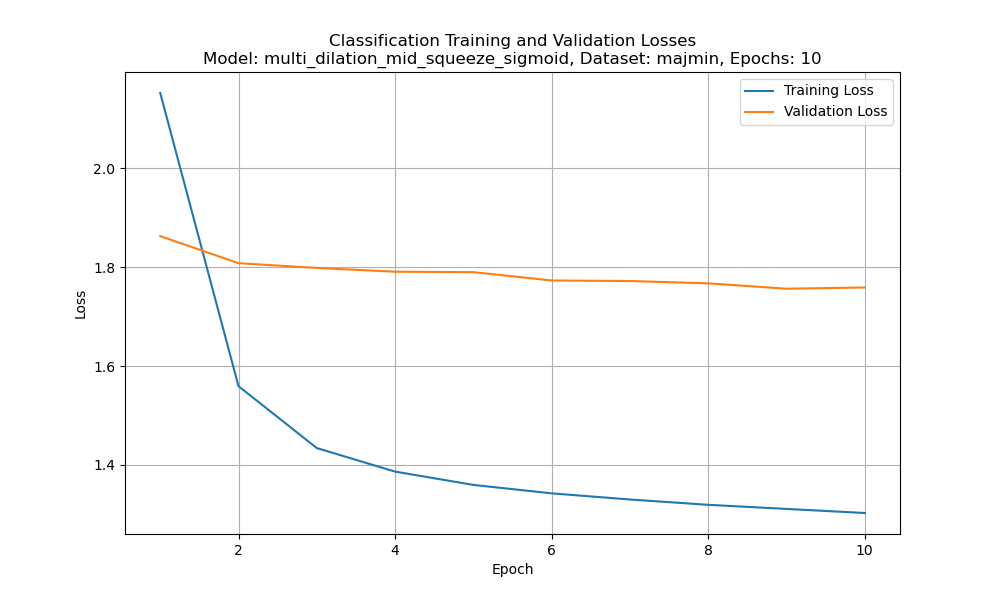 Classification Training and Validation Losses
Model: multi_dilation_mid_squeeze_sigmoid, Dataset: majmin, Epochs: 10
Training Loss
Validation Loss
Loss
2.0
1.8
1.6
1.4
2
4
6
8
10
Epoch